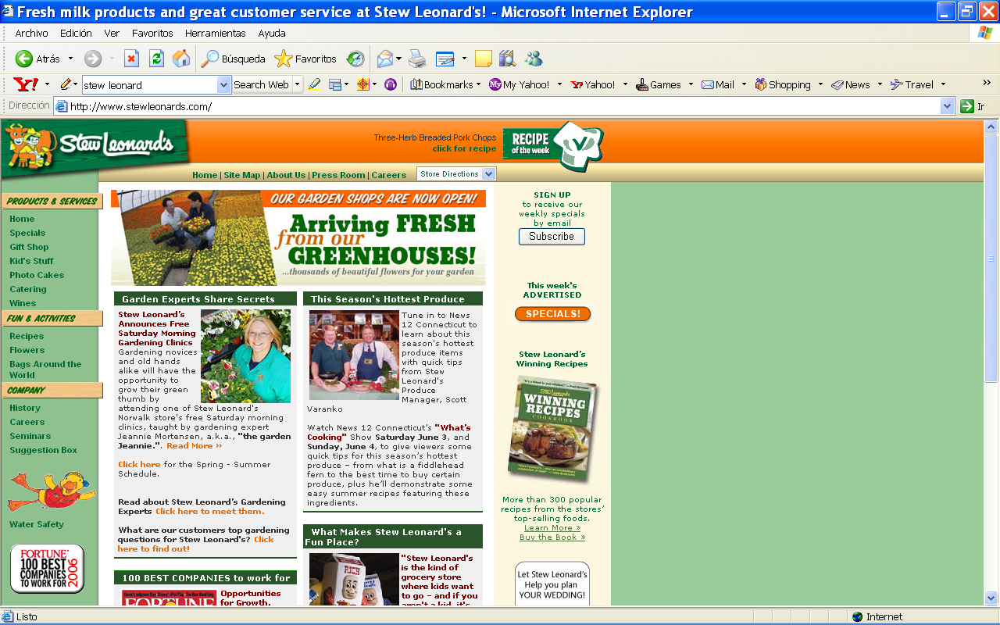 Fresh milk products and great customer service at Stew Leonard's! - Microsoft Internet Explorer
Archivo Edición Ver Favoritos Herramientas Ayuda
Atrás Búsqueda Favoritos
Y! stew leonard Search Web Bookmarks My Yahoo! Yahoo! Games Mail Shopping News Travel
Dirección http://www.stewleonards.com/ Ir
Stew Leonards
Three-Herb Breaded Pork Chops
click for recipe
RECIPE
of the week
Home | Site Map | About Us | Press Room | Careers Store Directions
PRODUCTS & SERVICES
Home
Specials
Gift Shop
Kid's Stuff
Photo Cakes
Catering
Wines
FUN & ACTIVITIES
Recipes
Flowers
Bags Around the
World
COMPANY
History
Careers
Seminars
Suggestion Box
Water Safety
FORTUNE
100 BEST
COMPANIES
TO WORK FOR
2006
OUR GARDEN SHOPS ARE NOW OPEN!
Arriving FRESH
from our
GREENHOUSES!
...thousands of beautiful flowers for your garden
Garden Experts Share Secrets
Stew Leonard's
Announces Free
Saturday Morning
Gardening Clinics
Gardening novices
and old hands
alike will have the
opportunity to
grow their green
thumb by
attending one of Stew Leonard's
Norwalk store's free Saturday morning
clinics, taught by gardening expert
Jeannie Mortensen, a.k.a., "the garden
Jeannie.". Read More ››
Click here for the Spring - Summer
Schedule.
Read about Stew Leonard's Gardening
Experts Click here to meet them.
What are our customers top gardening
questions for Stew Leonard's? Click
here to find out!
100 BEST COMPANIES to work for
FORTUNE
Opportunities
for Growth.
This Season's Hottest Produce
Tune in to News
12 Connecticut to
learn about this
season's hottest
produce items
with quick tips
from Stew
Leonard's
Produce
Manager, Scott
Varanko
Watch News 12 Connecticut's "What's
Cooking" Show Saturday June 3, and
Sunday, June 4, to give viewers some
quick tips for this season's hottest
produce – from what is a fiddlehead
fern to the best time to buy certain
produce, plus he'll demonstrate some
easy summer recipes featuring these
ingredients.
What Makes Stew Leonard's a
Fun Place?
RICH
MILK
"Stew Leonard's
is the kind of
grocery store
where kids want
to go – and if you
aren't a kid, it's
SIGN UP
to receive our
weekly specials
by email
Subscribe
This week's
ADVERTISED
SPECIALS!
Stew Leonard's
Winning Recipes
Stew Leonards
WINNING
RECIPES
COOKBOOK
More than 300 popular
recipes from the stores'
top-selling foods.
Learn More »
Buy the Book »
Let Stew Leonard's
Help you plan
YOUR WEDDING!
Listo Internet